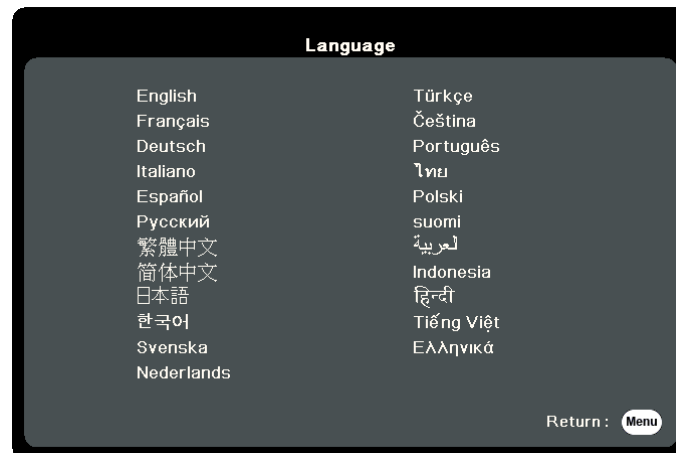 Language
English
Français
Deutsch
Italiano
Español
Русский
繁體中文
简体中文
日本語
한국어
Svenska
Nederlands
Türkçe
Čeština
Português
ไทย
Polski
suomi
العربية
Indonesia
हिन्दी
Tiếng Việt
Ελληνικά
Return : Menu